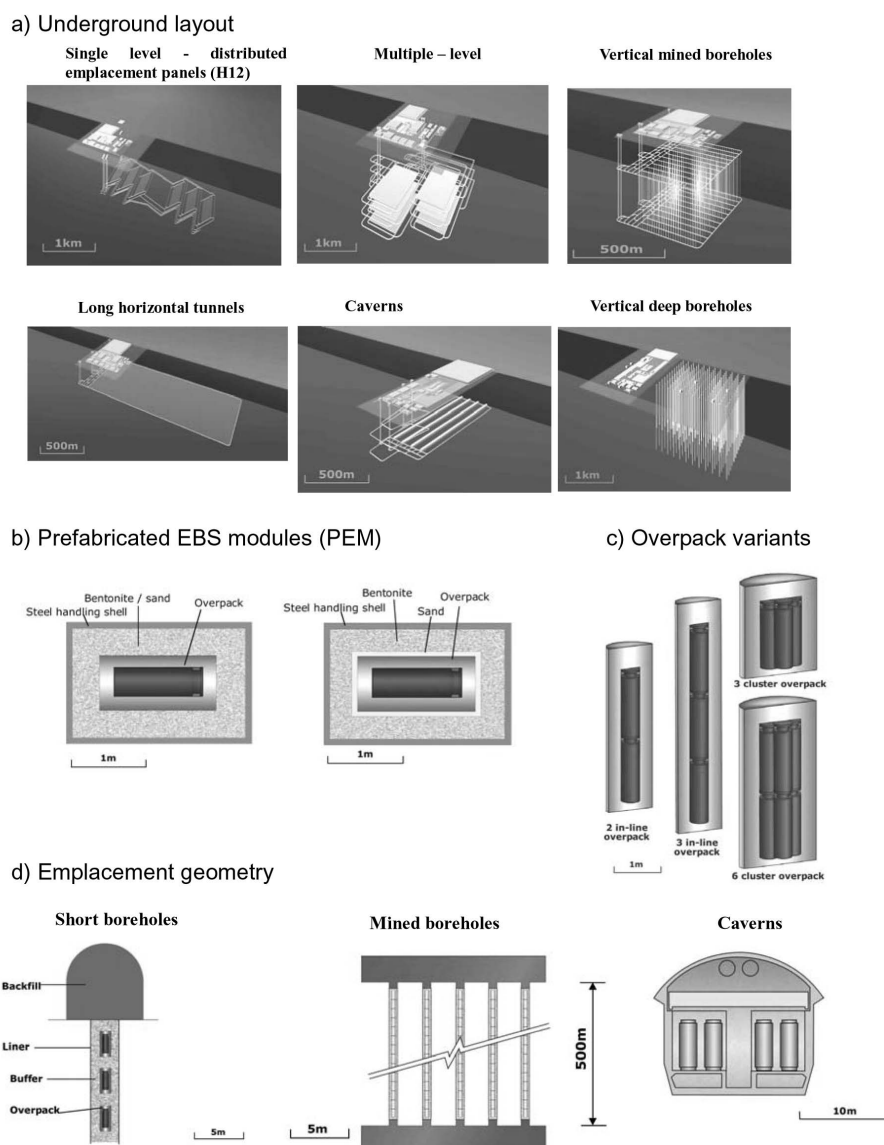 a) Underground layout
Single level - distributed
emplacement panels (H12)
Multiple – level
Vertical mined boreholes
1km
1km
500m
Long horizontal tunnels
Caverns
Vertical deep boreholes
500m
500m
1km
b) Prefabricated EBS modules (PEM)
c) Overpack variants
Bentonite / sand
Steel handling shell
Overpack
1m
Bentonite
Steel handling shell
Sand
Overpack
1m
3 cluster overpack
2 in-line
overpack
3 in-line
overpack
1m
6 cluster overpack
d) Emplacement geometry
Short boreholes
Mined boreholes
Caverns
Backfill
Liner
Buffer
Overpack
5m
5m
500m
10m